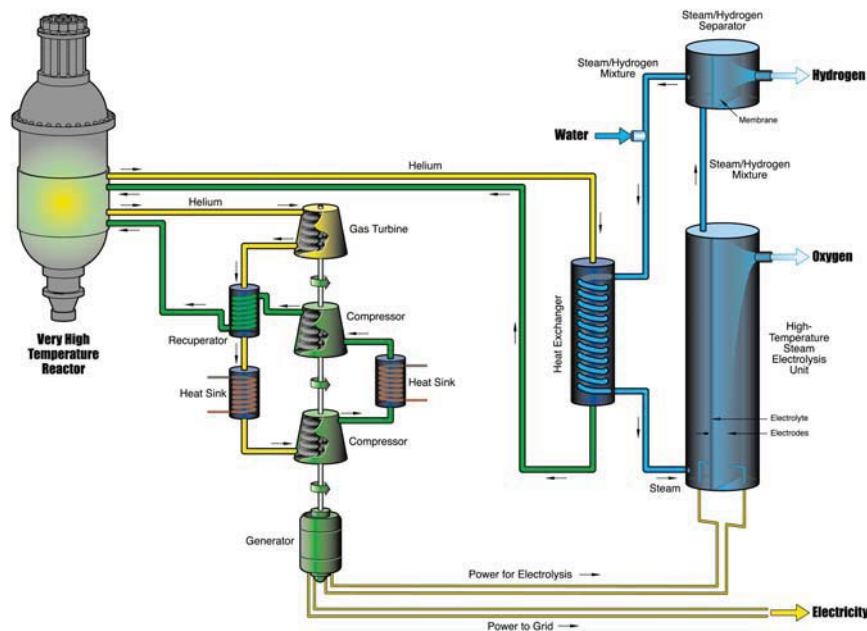 Steam/Hydrogen
Separator
Steam/Hydrogen
Mixture
Hydrogen
Membrane
Water
Steam/Hydrogen
Mixture
Helium
Helium
Gas Turbine
Oxygen
Very High
Temperature
Reactor
Recuperator
Compressor
Heat Exchanger
High-
Temperature
Steam
Electrolysis
Unit
Heat Sink
Heat Sink
Electrolyte
Electrodes
Compressor
Steam
Generator
Power for Electrolysis
Electricity
Power to Grid